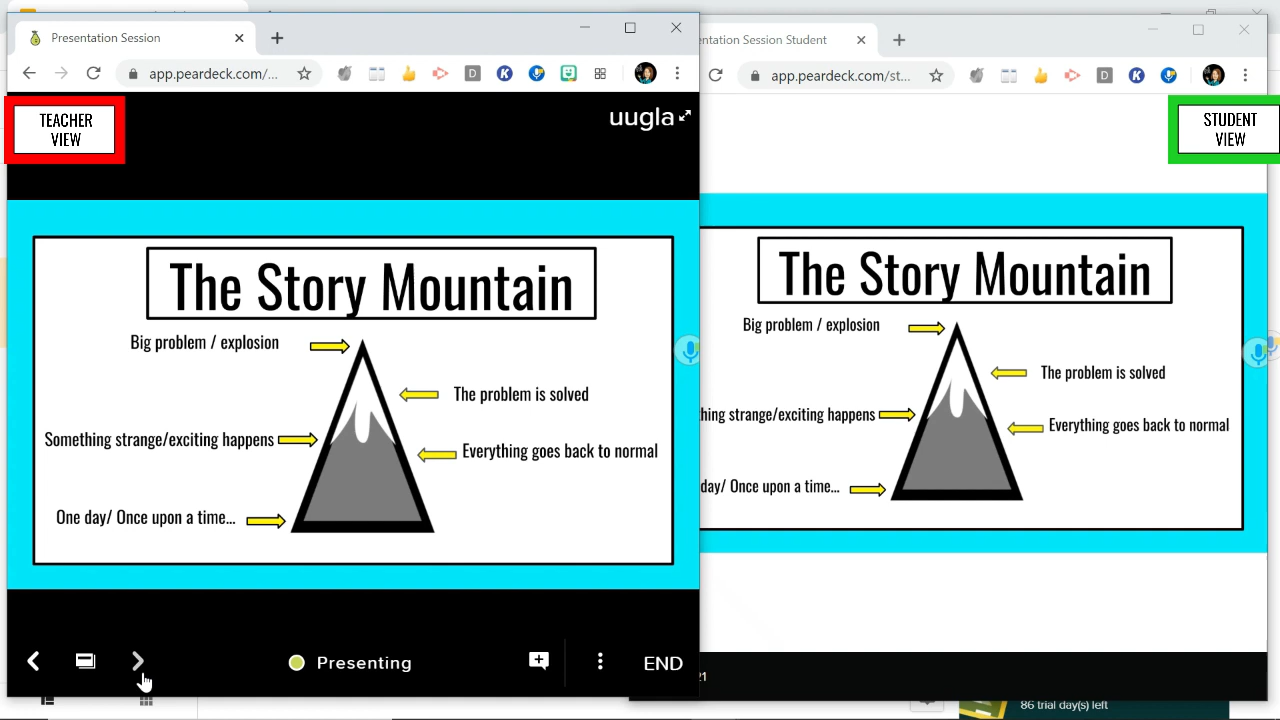 Presentation Session
ntation Session Student
app.peardeck.com/...
D
K
app.peardeck.com/st...
D
K
TEACHER
VIEW
uugla
STUDENT
VIEW
The Story Mountain
Big problem / explosion
The problem is solved
Something strange/exciting happens
Everything goes back to normal
One day/ Once upon a time...
The Story Mountain
Big problem / explosion
The problem is solved
hing strange/exciting happens
Everything goes back to normal
day/ Once upon a time...
Presenting
END
21
86 trial day(s) left